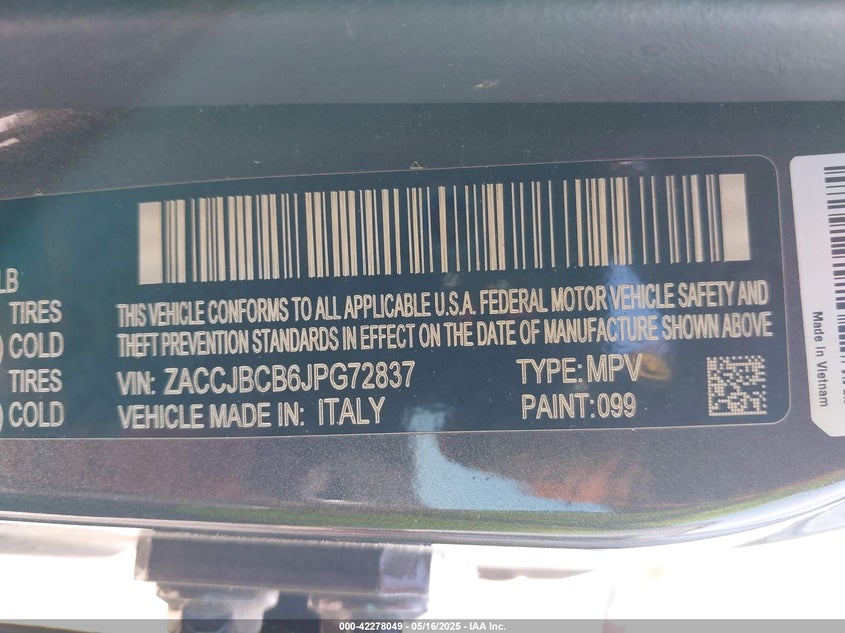 LB
TIRES
COLD
TIRES
COLD
THIS VEHICLE CONFORMS TO ALL APPLICABLE U.S.A. FEDERAL MOTOR VEHICLE SAFETY AND
THEFT PREVENTION STANDARDS IN EFFECT ON THE DATE OF MANUFACTURE SHOWN ABOVE
VIN: ZACCJBCB6JPG72837 TYPE: MPV
VEHICLE MADE IN: ITALY PAINT: 099
Made In Vietnam
000-42278049 - 05/16/2025 - IAA Inc.